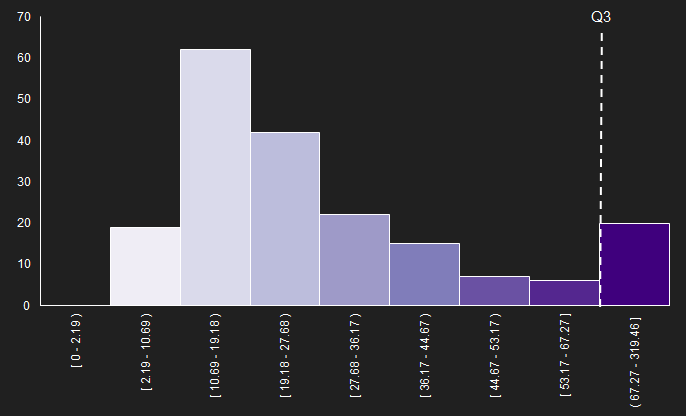 Q3
70
60
50
40
30
20
10
0
[ 0 - 2.19 )
[ 2.19 - 10.69 )
[ 10.69 - 19.18 )
[ 19.18 - 27.68 )
[ 27.68 - 36.17 )
[ 36.17 - 44.67 )
[ 44.67 - 53.17 )
[ 53.17 - 67.27 ]
( 67.27 - 319.46 ]